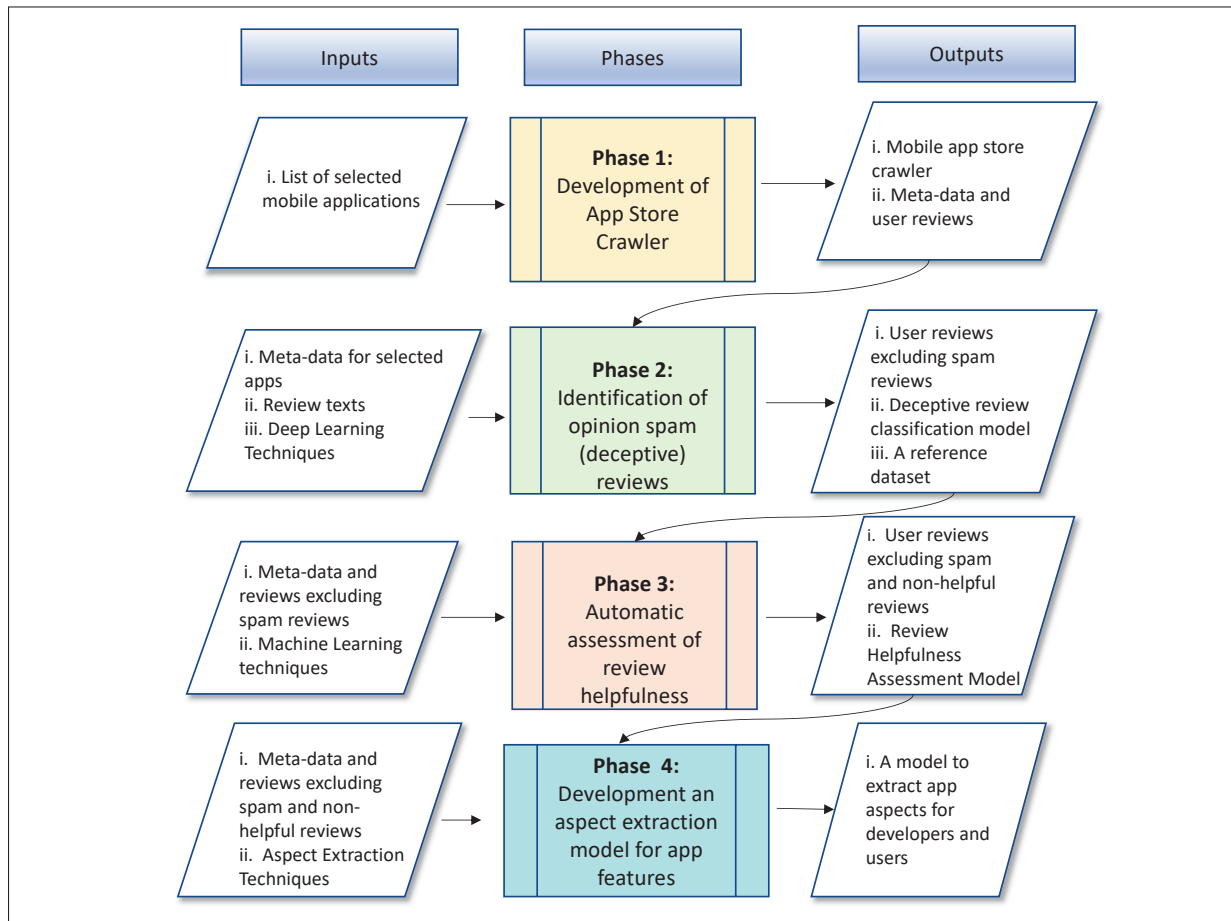 Inputs
Phases
Outputs
i. List of selected
mobile applications
Phase 1:
Development of
App Store
Crawler
i. Mobile app store
crawler
ii. Meta-data and
user reviews
i. Meta-data for selected
apps
ii. Review texts
iii. Deep Learning
Techniques
Phase 2:
Identification of
opinion spam
(deceptive)
reviews
i. User reviews
excluding spam
reviews
ii. Deceptive review
classification model
iii. A reference
dataset
i. Meta-data and
reviews excluding
spam reviews
ii. Machine Learning
techniques
Phase 3:
Automatic
assessment of
review
helpfulness
i. User reviews
excluding spam
and non-helpful
reviews
ii. Review
Helpfulness
Assessment Model
i. Meta-data and
reviews excluding
spam and non-
helpful reviews
ii. Aspect Extraction
Techniques
Phase 4:
Development an
aspect extraction
model for app
features
i. A model to
extract app
aspects for
developers and
users